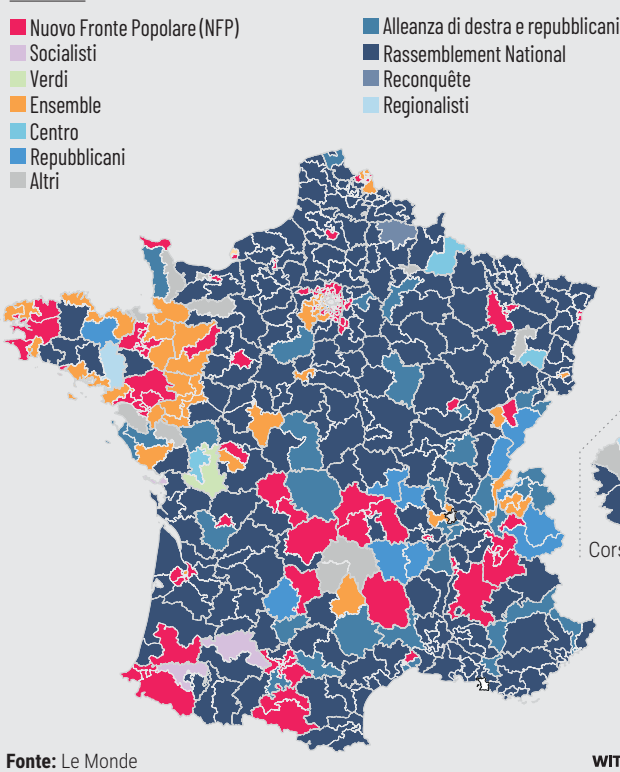 Nuovo Fronte Popolare (NFP)
Socialisti
Verdi
Ensemble
Centro
Repubblicani
Altri
Alleanza di destra e repubblicani
Rassemblement National
Reconquête
Regionalisti
Cors
Fonte: Le Monde
WIT